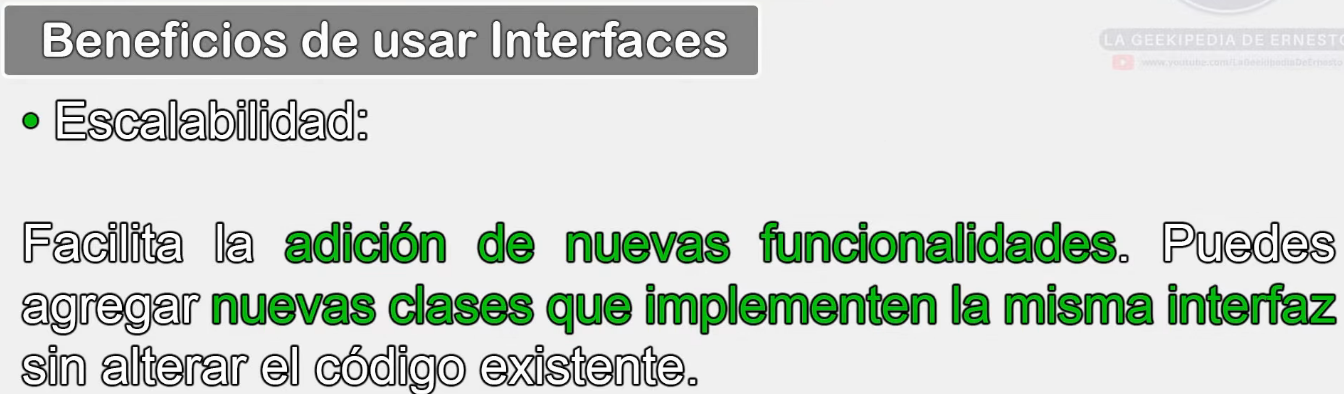 Beneficios de usar Interfaces
LA GEEKIPEDIA DE ERNESTO
www.youtube.com/LaGeekipediaDeErnesto
• Escalabilidad:
Facilita la adición de nuevas funcionalidades. Puedes
agregar nuevas clases que implementen la misma interfaz
sin alterar el código existente.